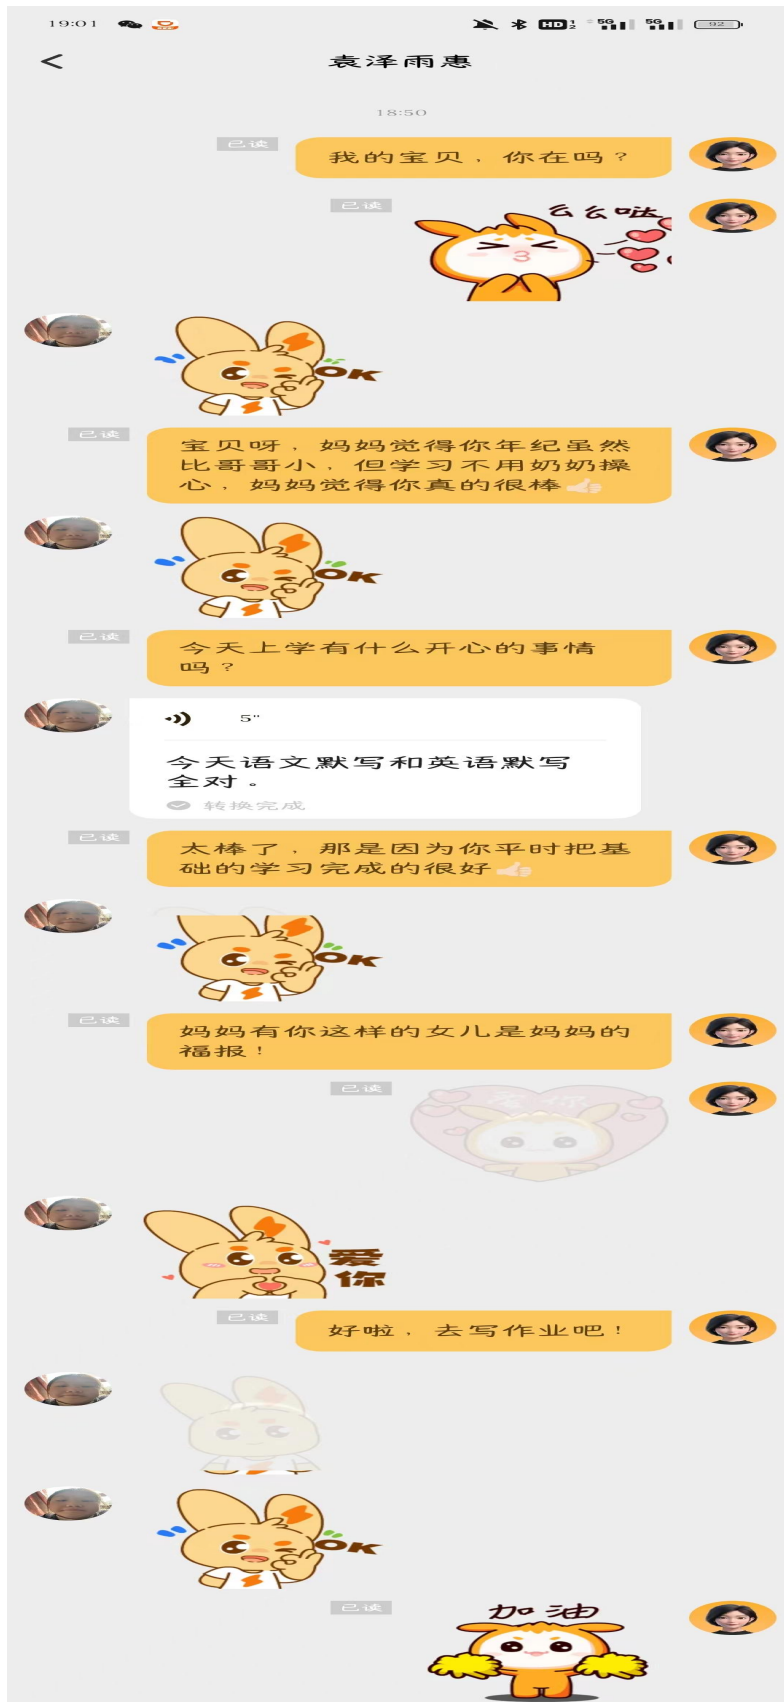 19:01
HD 1 2 5G 5G 92
袁泽雨惠
18:50
已读
我的宝贝，你在吗？
已读
么么哒
OK
已读
宝贝呀，妈妈觉得你年纪虽然
比哥哥小，但学习不用奶奶操
心，妈妈觉得你真的很棒
OK
已读
今天上学有什么开心的事情
吗？
5"
今天语文默写和英语默写
全对。
转换完成
已读
太棒了，那是因为你平时把基
础的学习完成的很好
OK
已读
妈妈有你这样的女儿是妈妈的
福报！
已读
爱你
爱
你
已读
好啦，去写作业吧！
OK
已读
加油